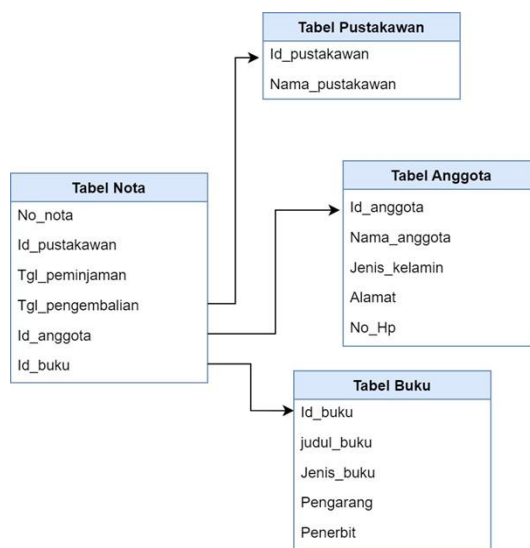 Tabel Pustakawan
Id_pustakawan
Nama_pustakawan
Tabel Nota
No_nota
Id_pustakawan
Tgl_peminjaman
Tgl_pengembalian
Id_anggota
Id_buku
Tabel Anggota
Id_anggota
Nama_anggota
Jenis_kelamin
Alamat
No_Hp
Tabel Buku
Id_buku
judul_buku
Jenis_buku
Pengarang
Penerbit